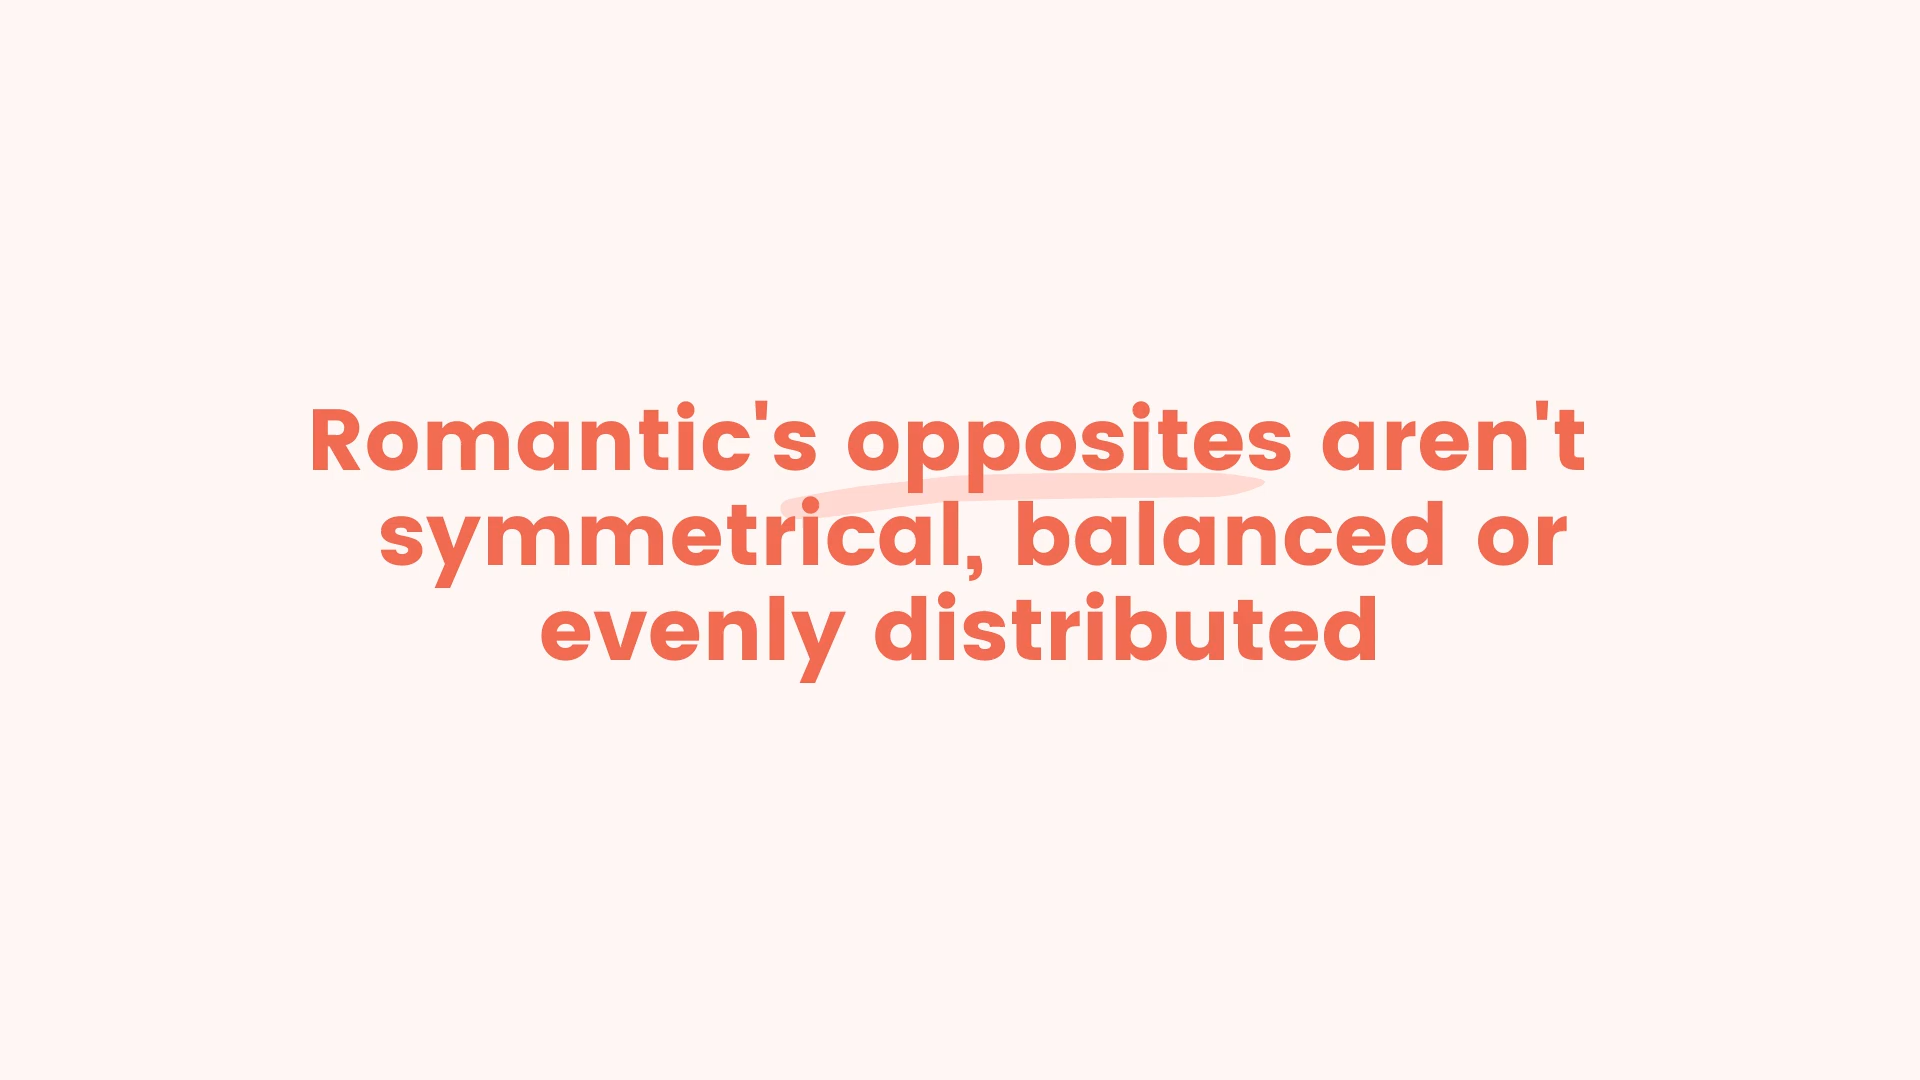 Romantic's opposites aren't
symmetrical, balanced or
evenly distributed